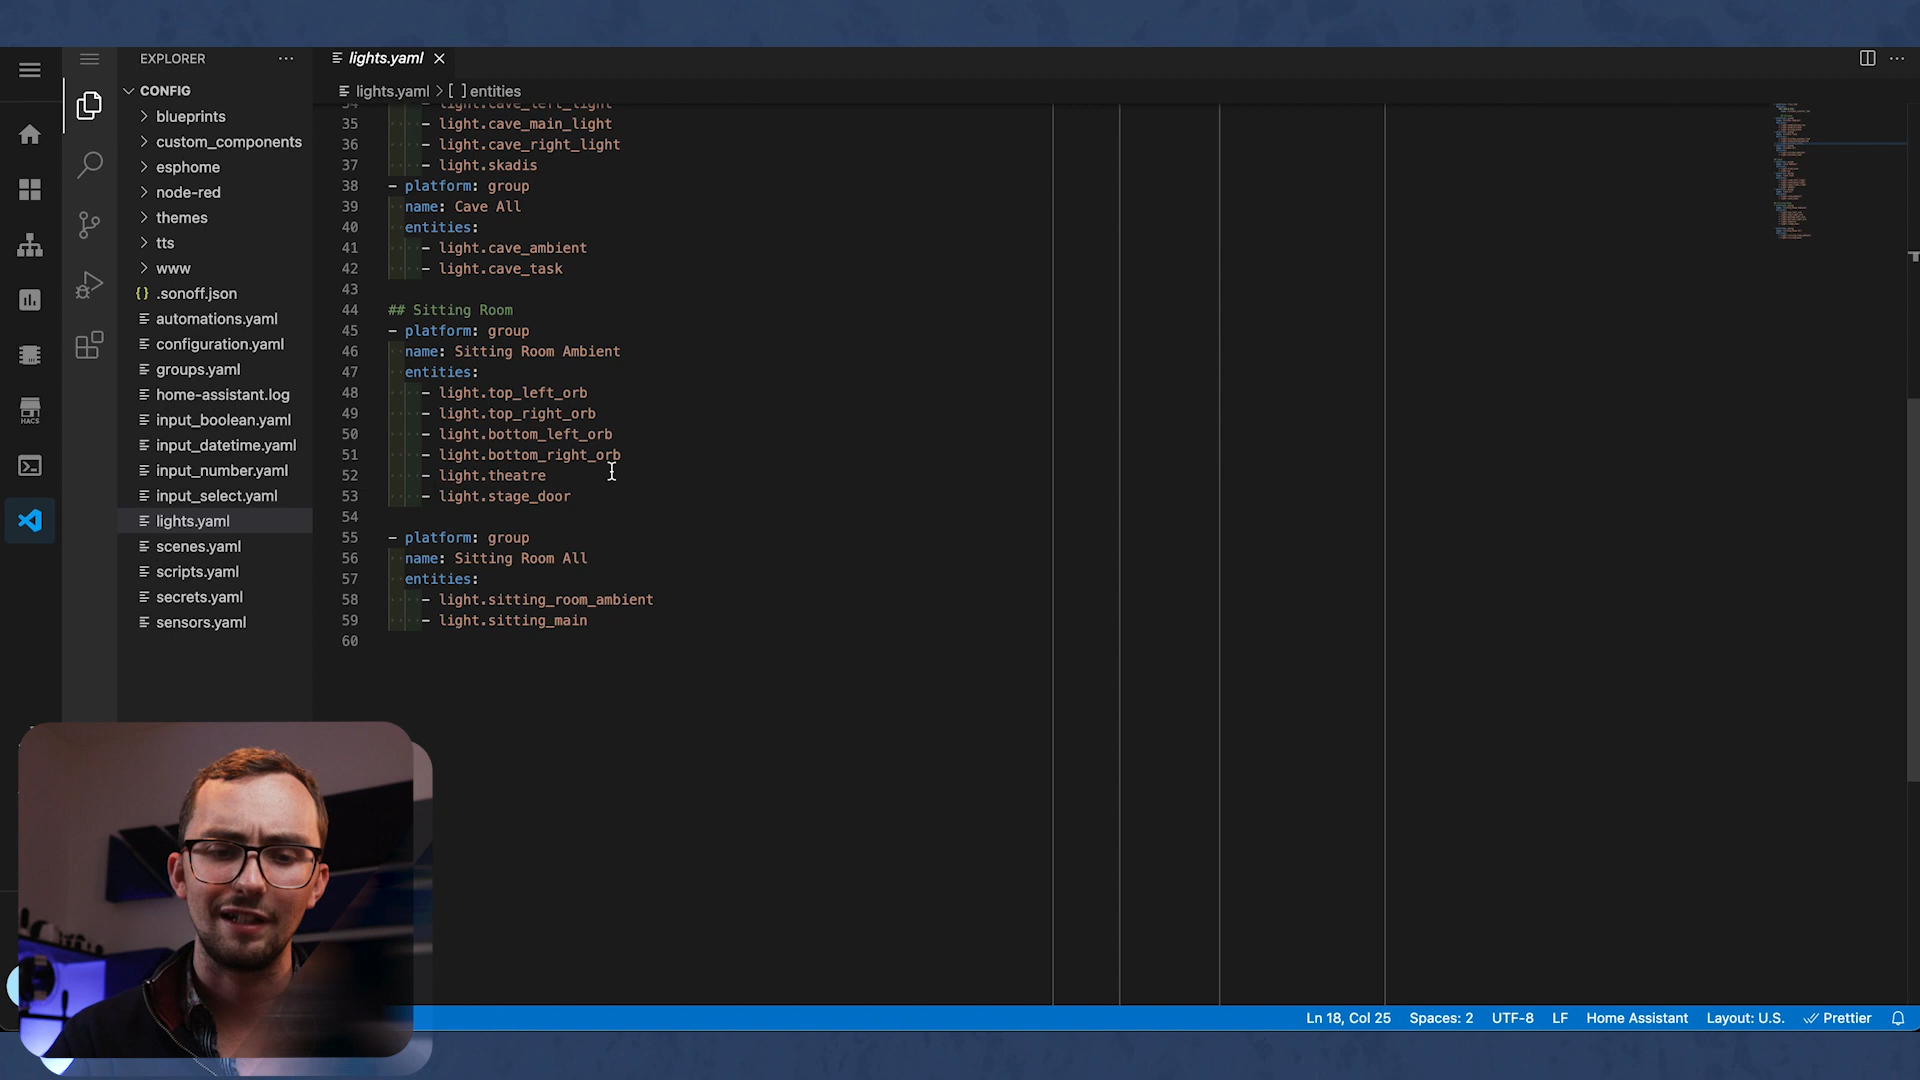 EXPLORER
CONFIG
blueprints
custom_components
esphome
node-red
themes
tts
www
{} .sonoff.json
automations.yaml
configuration.yaml
groups.yaml
home-assistant.log
input_boolean.yaml
input_datetime.yaml
input_number.yaml
input_select.yaml
lights.yaml
scenes.yaml
scripts.yaml
secrets.yaml
sensors.yaml
HACS
lights.yaml
lights.yaml > [ ] entities
34 - light.cave_left_light
35 - light.cave_main_light
36 - light.cave_right_light
37 - light.skadis
38 - platform: group
39 name: Cave All
40 entities:
41 - light.cave_ambient
42 - light.cave_task
43
44 ## Sitting Room
45 - platform: group
46 name: Sitting Room Ambient
47 entities:
48 - light.top_left_orb
49 - light.top_right_orb
50 - light.bottom_left_orb
51 - light.bottom_right_orb
52 - light.theatre
53 - light.stage_door
54
55 - platform: group
56 name: Sitting Room All
57 entities:
58 - light.sitting_room_ambient
59 - light.sitting_main
60
Ln 18, Col 25 Spaces: 2 UTF-8 LF Home Assistant Layout: U.S. Prettier